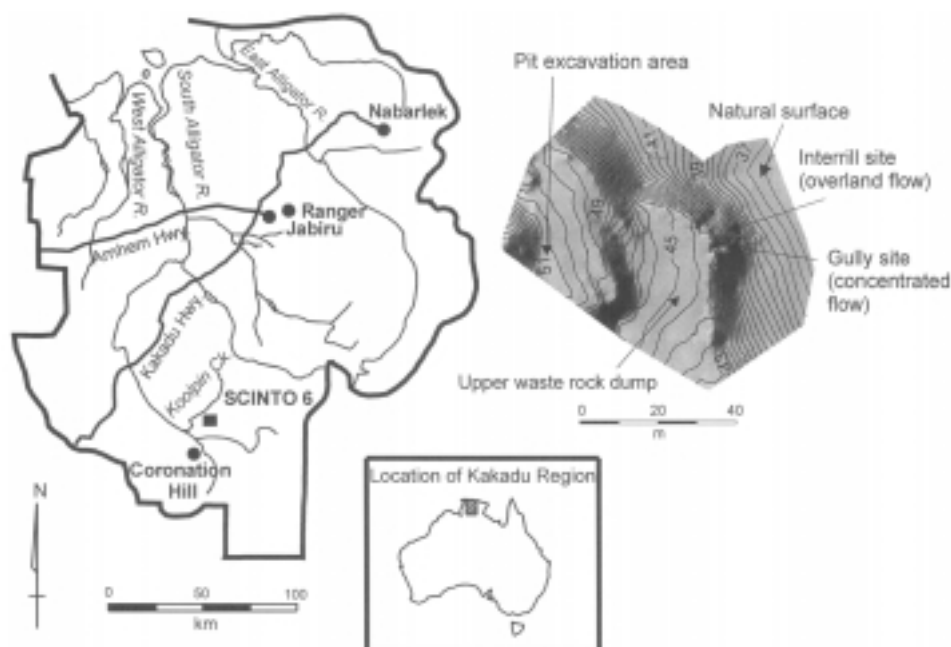 East Alligator R.
West Alligator R.
South Alligator R.
Nabarlek
Ranger
Jabiru
Arnhem Hwy
Kakadu Hwy
Koolpin Ck
SCINTO 6
Coronation
Hill
N
0 50 100
km
Pit excavation area
Natural surface
Interrill site
(overland flow)
Gully site
(concentrated
flow)
45
Upper waste rock dump
0 20 40
m
Location of Kakadu Region